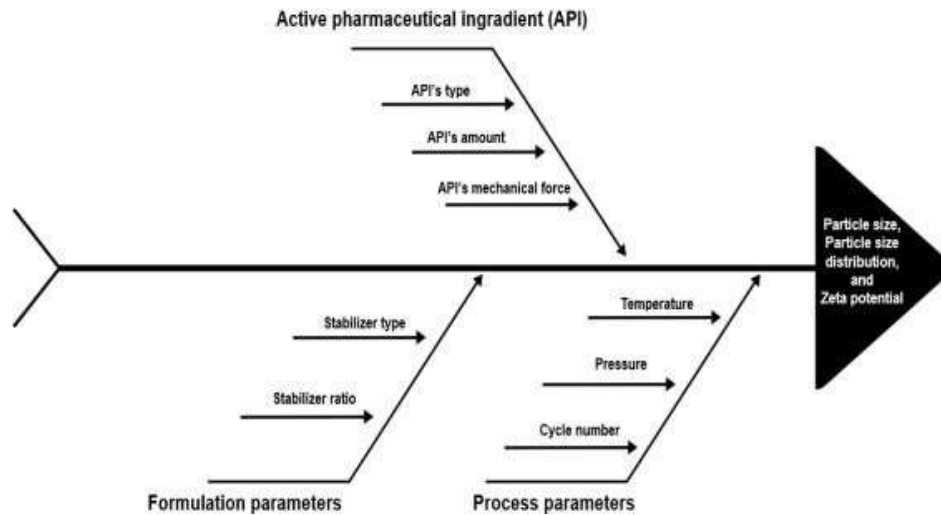 Active pharmaceutical ingradient (API)
API's type
API's amount
API's mechanical force
Particle size,
Particle size
distribution,
and
Zeta potential
Temperature
Stabilizer type
Pressure
Stabilizer ratio
Cycle number
Formulation parameters
Process parameters